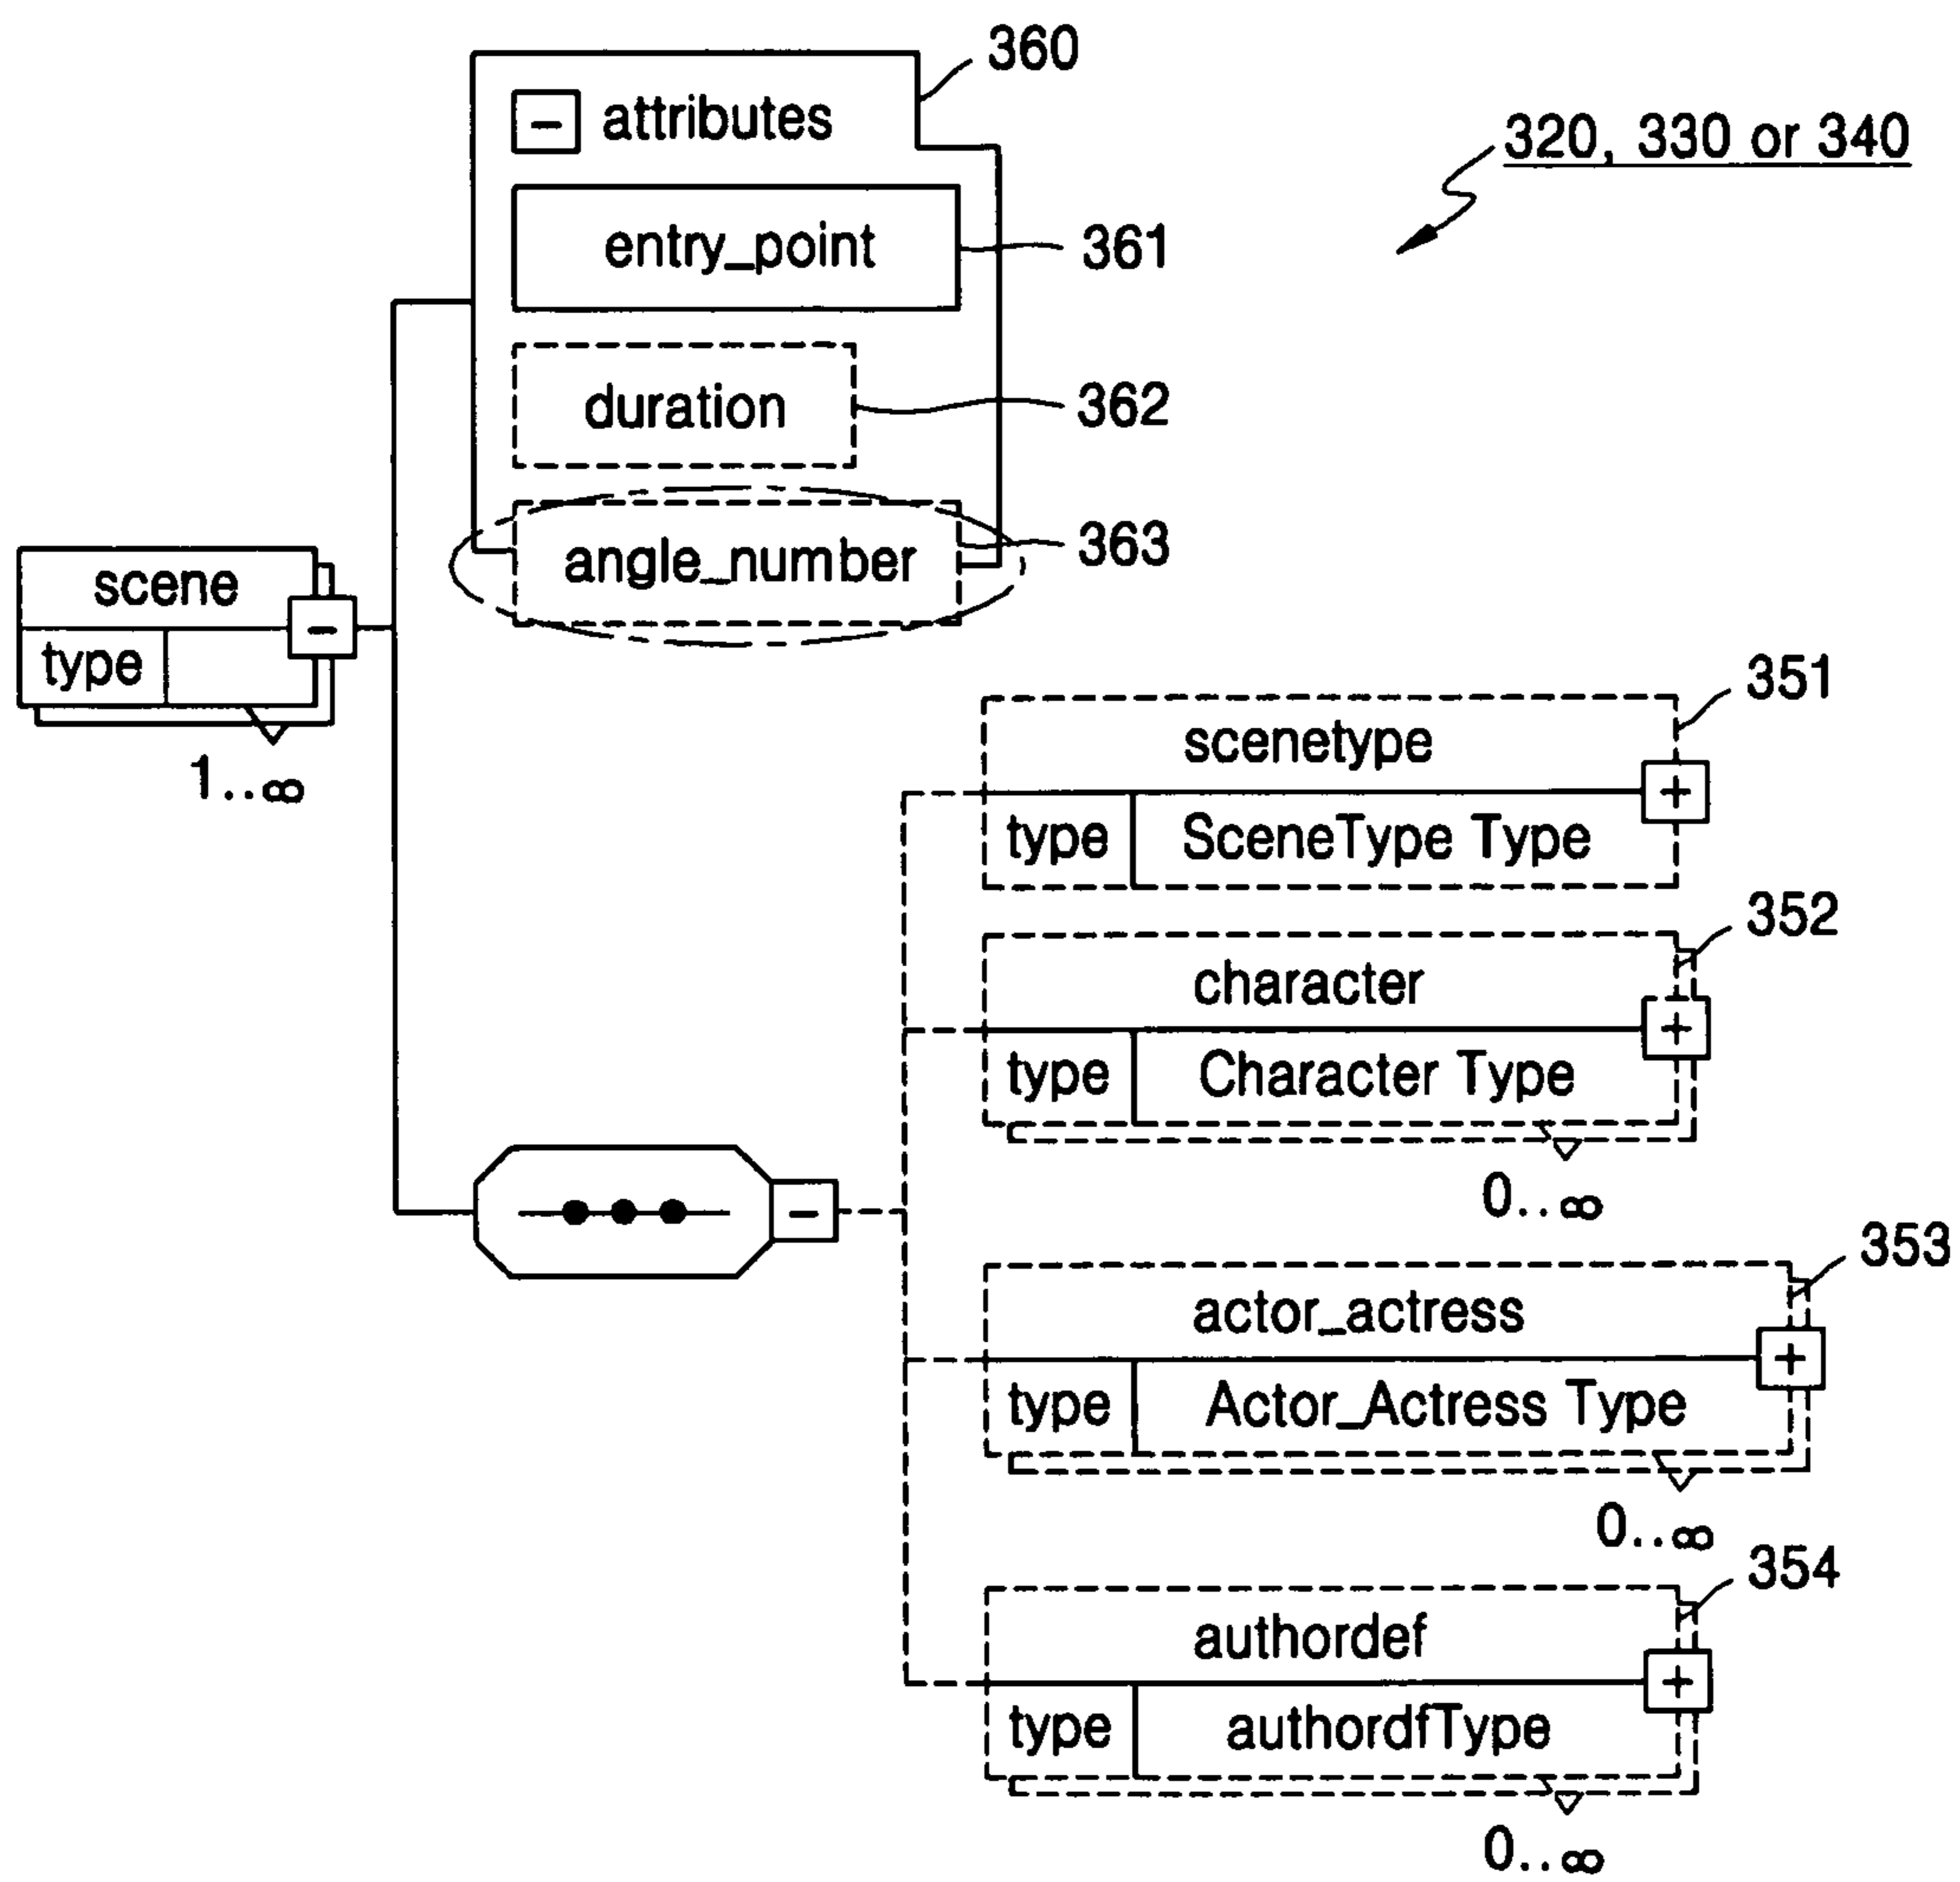 360
attributes
320, 330 or 340
entry_point
361
duration
362
angle_number
363
scene
type
1..∞
351
scenetype
type SceneType Type
352
character
type Character Type
0..∞
353
actor_actress
type Actor_Actress Type
0..∞
354
authordef
type authordfType
0..∞